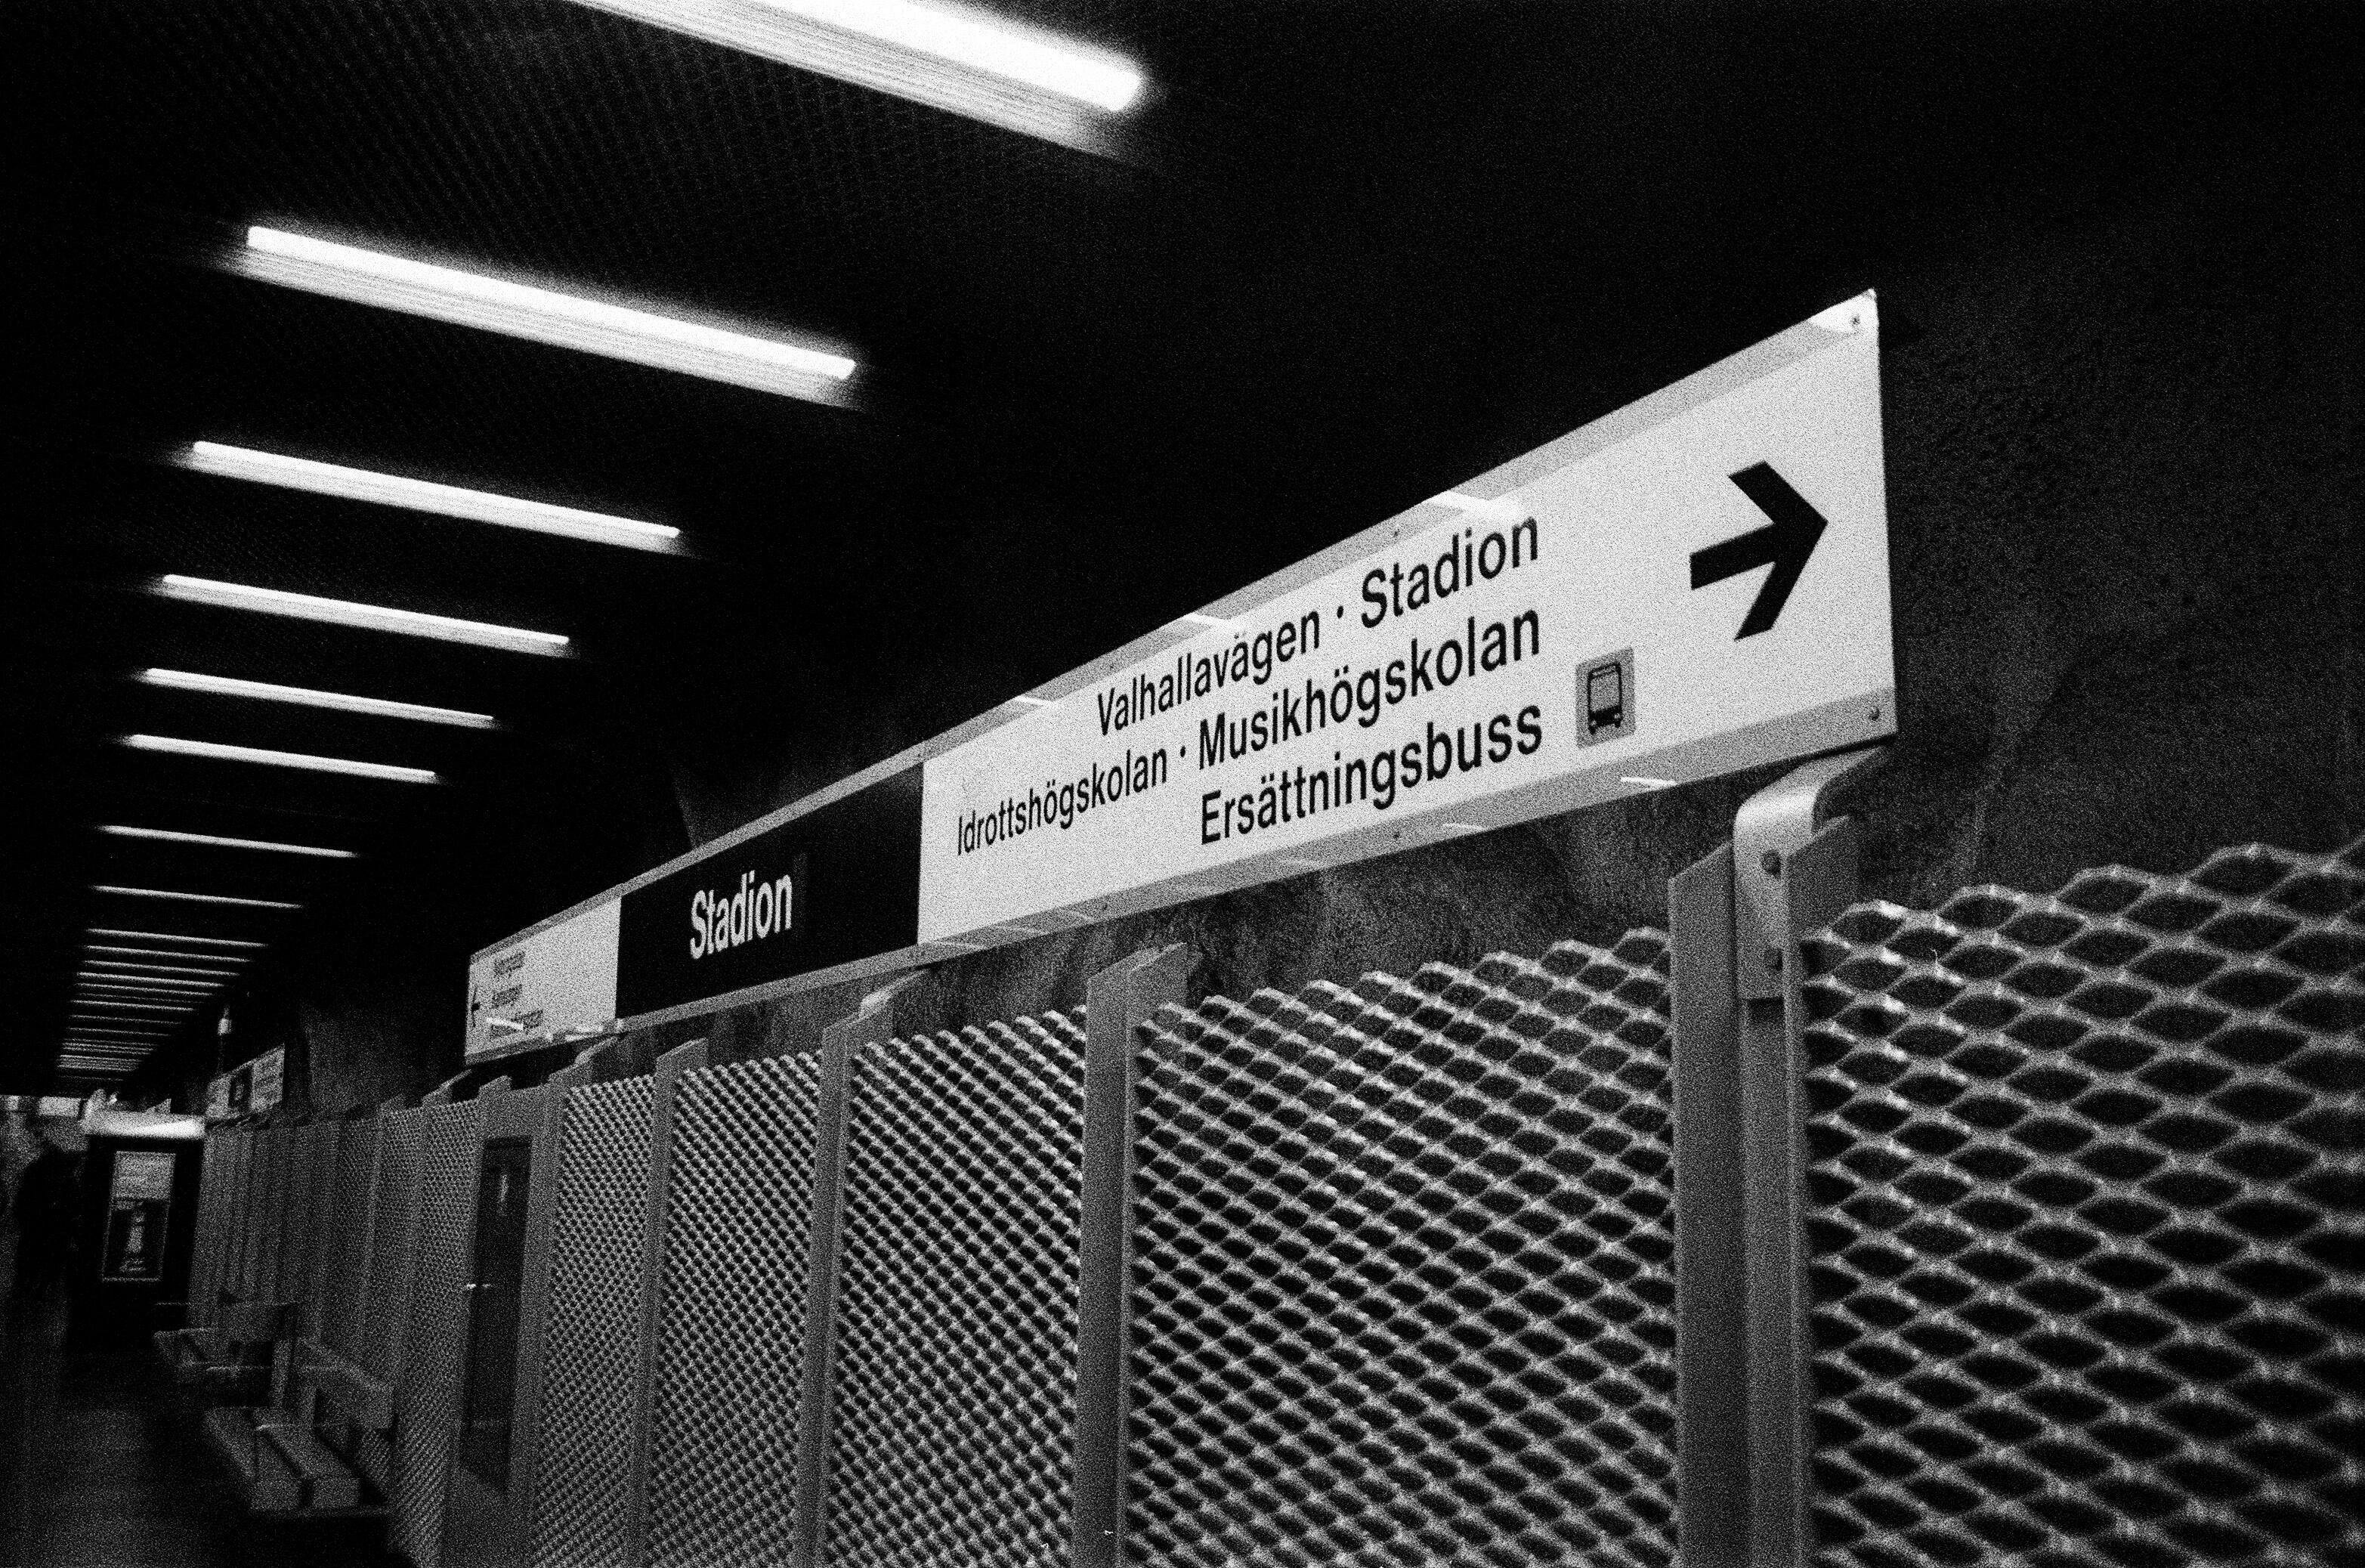 Stadion
Valhallavägen · Stadion
Idrottshögskolan · Musikhögskolan
Ersättningsbuss